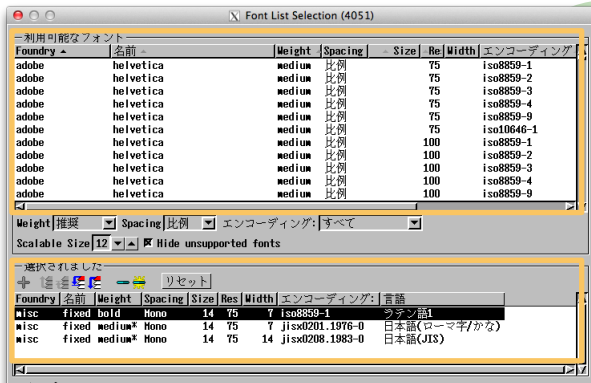 Font List Selection (4051)
利用可能なフォント
Foundry 名前 Weight Spacing Size Re Width エンコーディング
adobe helvetica medium 比例 75 iso8859-1
adobe helvetica medium 比例 75 iso8859-2
adobe helvetica medium 比例 75 iso8859-3
adobe helvetica medium 比例 75 iso8859-4
adobe helvetica medium 比例 75 iso8859-9
adobe helvetica medium 比例 75 iso10646-1
adobe helvetica medium 比例 100 iso8859-1
adobe helvetica medium 比例 100 iso8859-2
adobe helvetica medium 比例 100 iso8859-3
adobe helvetica medium 比例 100 iso8859-4
adobe helvetica medium 比例 100 iso8859-9
Weight 推奨 Spacing 比例 エンコーディング: すべて
Scalable Size 12 Hide unsupported fonts
選択されました
リセット
Foundry 名前 Weight Spacing Size Res Width エンコーディング: 言語
misc fixed bold Mono 14 75 7 iso8859-1 ラテン語1
misc fixed medium* Mono 14 75 7 jisx0201.1976-0 日本語(ローマ字/かな)
misc fixed medium* Mono 14 75 14 jisx0208.1983-0 日本語(JIS)